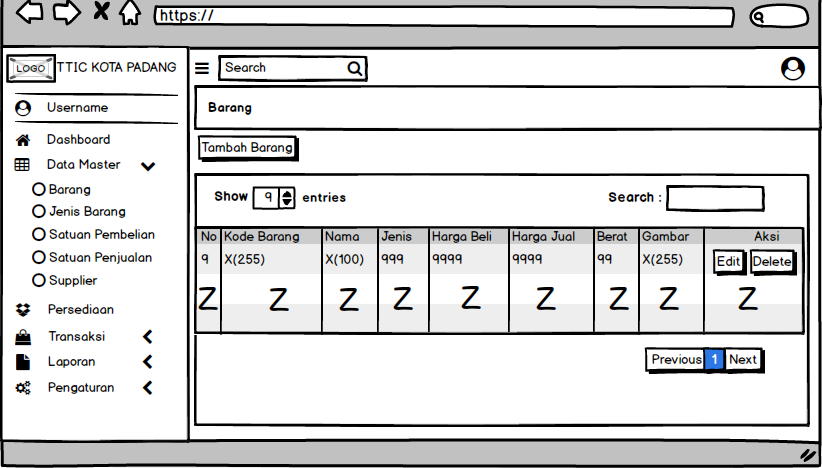 https://
LOGO TTIC KOTA PADANG
Search
Username
Barang
Dashboard
Tambah Barang
Data Master
Barang
Jenis Barang
Satuan Pembelian
Satuan Penjualan
Supplier
Persediaan
Transaksi
Laporan
Pengaturan
Show 9 entries
Search :
No Kode Barang Nama Jenis Harga Beli Harga Jual Berat Gambar Aksi
9 X(255) X(100) 999 9999 9999 99 X(255) Edit Delete
Z Z Z Z Z Z Z Z Z
Previous 1 Next